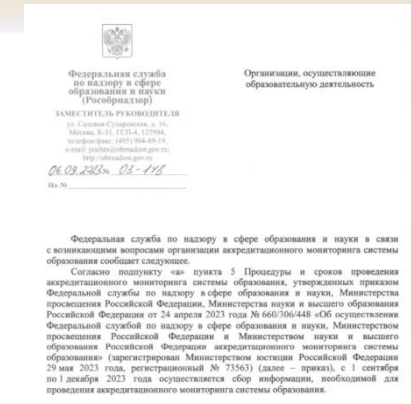 Федеральная служба
по надзору в сфере
образования и науки
(Рособрнадзор)
ЗАМЕСТИТЕЛЬ РУКОВОДИТЕЛЯ
ул. Садовая-Сухаревская, д. 16,
Москва, К-51, ГСП-4, 127994,
телефон/факс: (495) 984-89-19,
e-mail: pochta@obrnadzor.gov.ru;
http://obrnadzor.gov.ru
06.09.2023 № 03-148
На №
Организации, осуществляющие
образовательную деятельность
Федеральная служба по надзору в сфере образования и науки в связи
с возникающими вопросами организации аккредитационного мониторинга системы
образования сообщает следующее.
Согласно подпункту «а» пункта 5 Процедуры и сроков проведения
аккредитационного мониторинга системы образования, утвержденных приказом
Федеральной службы по надзору в сфере образования и науки, Министерства
просвещения Российской Федерации, Министерства науки и высшего образования
Российской Федерации от 24 апреля 2023 года № 660/306/448 «Об осуществлении
Федеральной службой по надзору в сфере образования и науки, Министерством
просвещения Российской Федерации и Министерством науки и высшего
образования Российской Федерации аккредитационного мониторинга системы
образования» (зарегистрирован Министерством юстиции Российской Федерации
29 мая 2023 года, регистрационный № 73563) (далее – приказ), с 1 сентября
по 1 декабря 2023 года осуществляется сбор информации, необходимой для
проведения аккредитационного мониторинга системы образования.